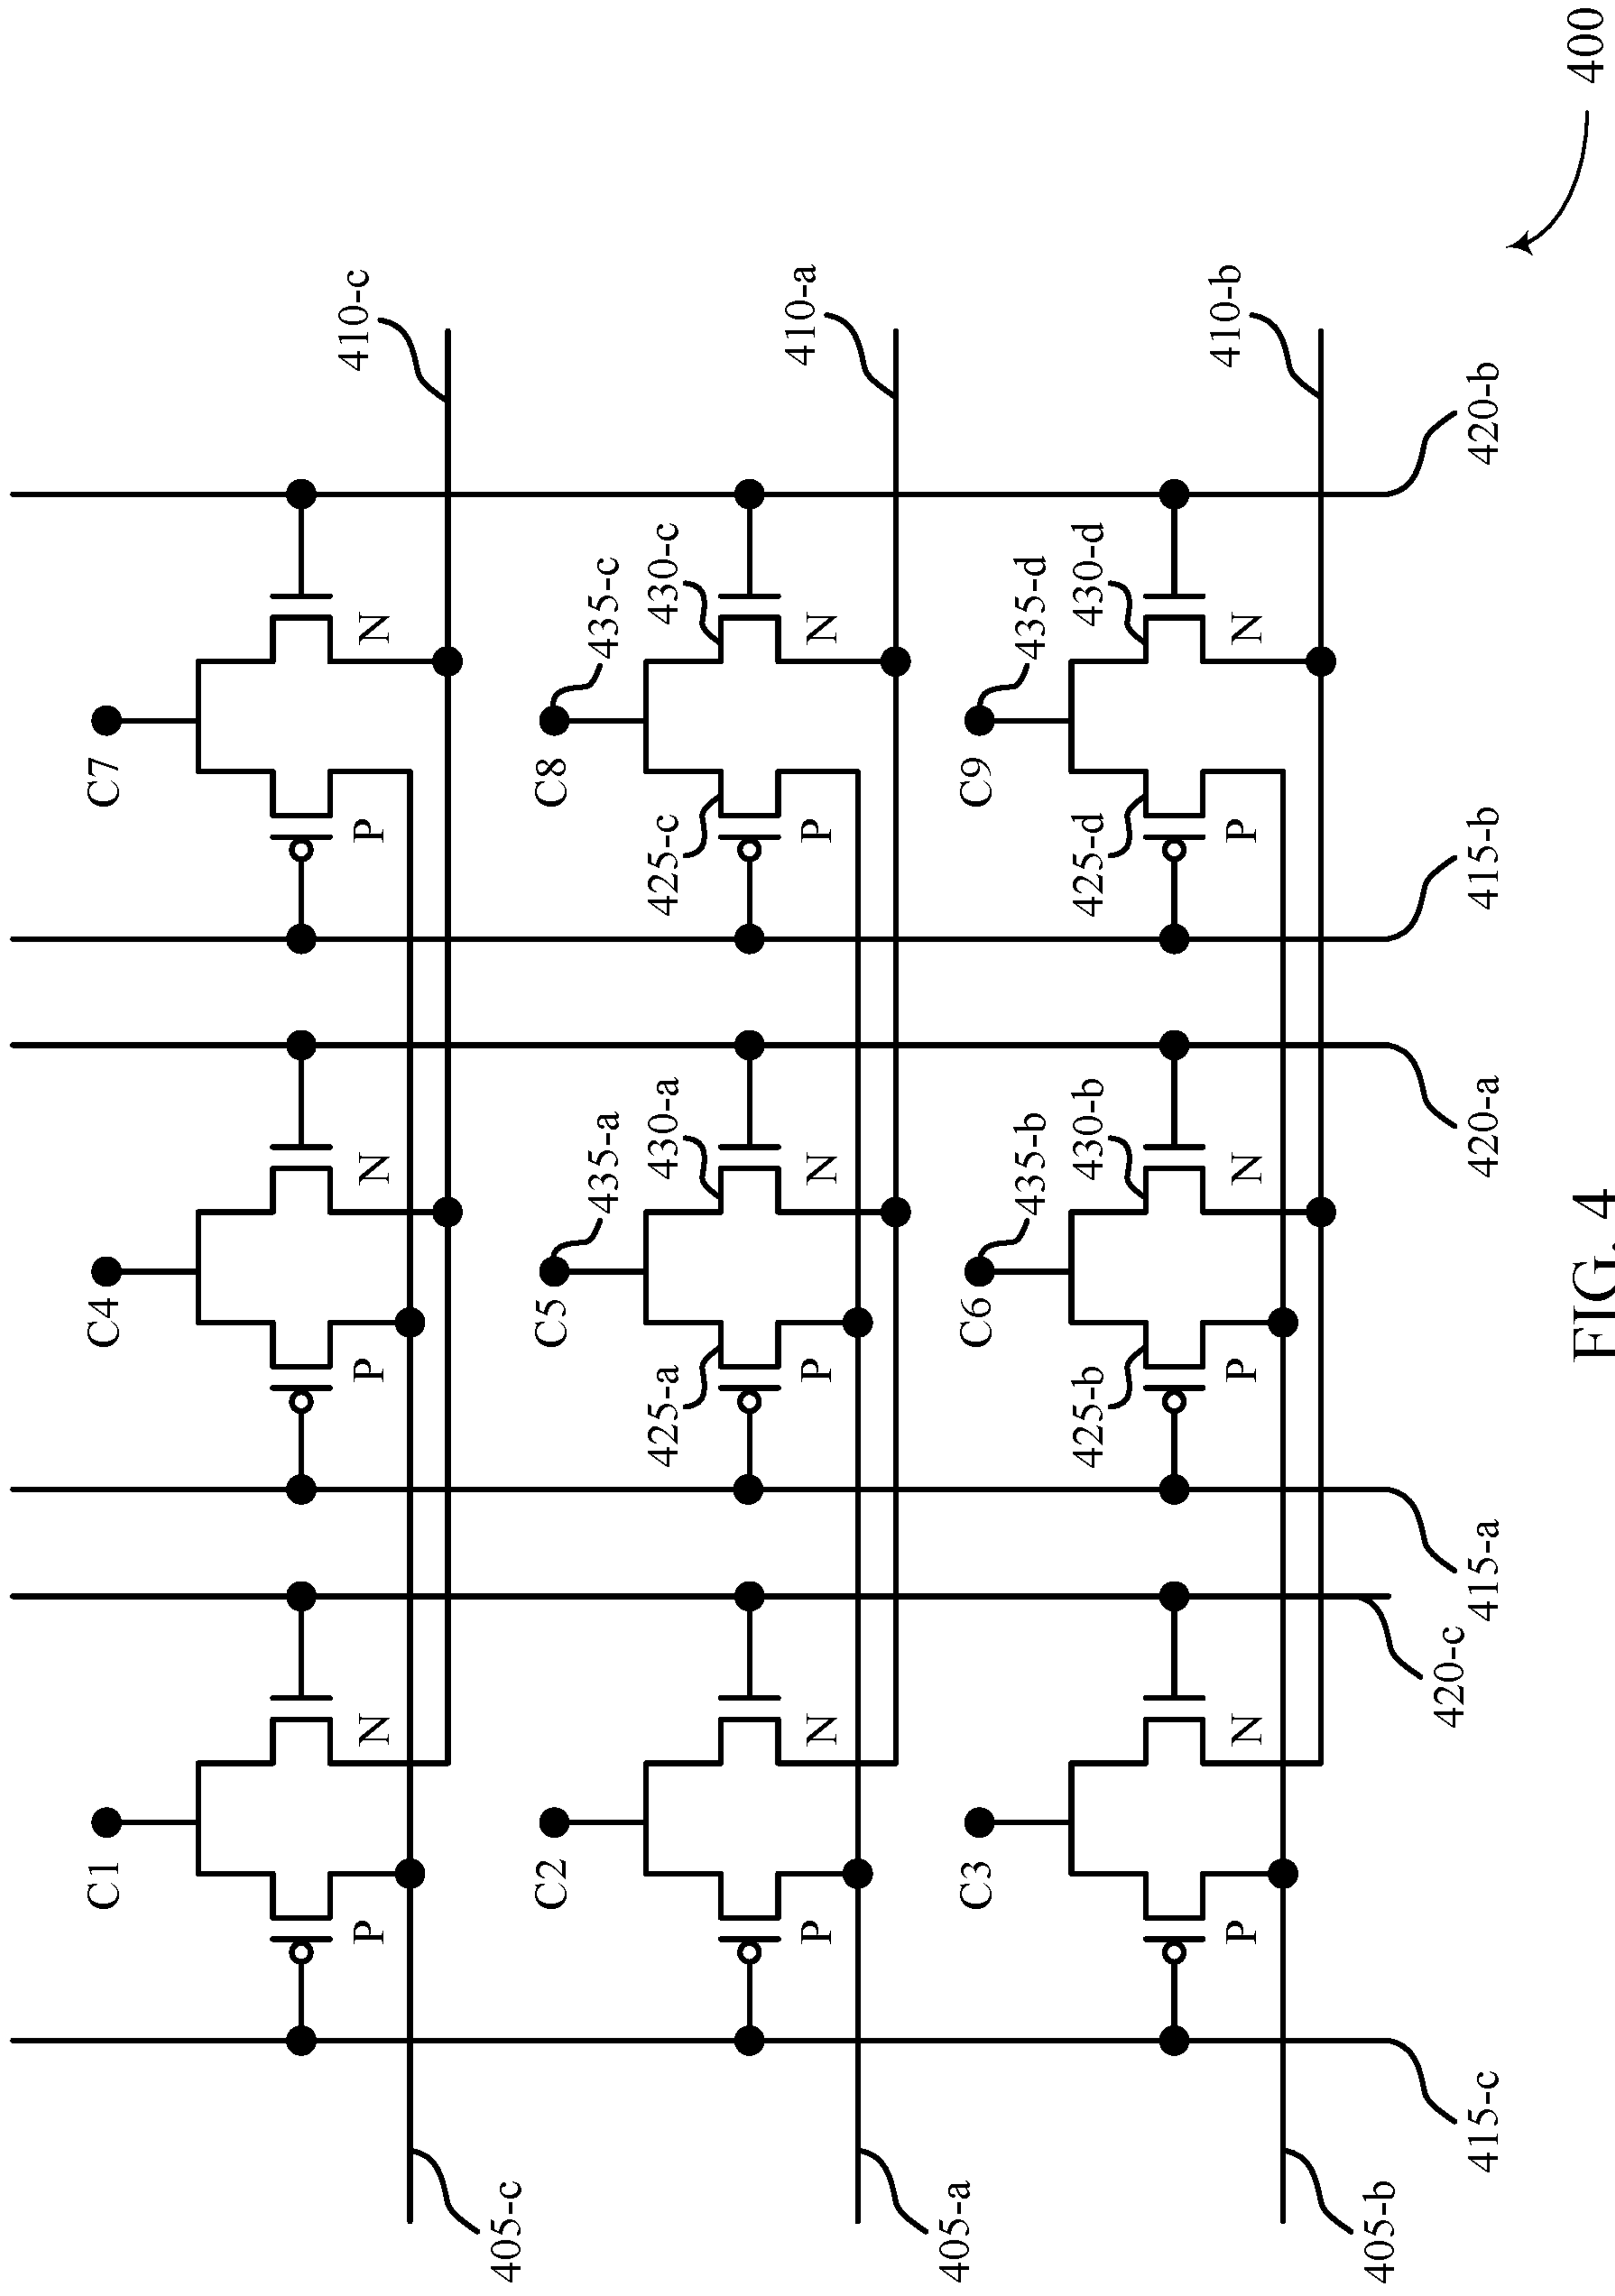 C1 C4 C7
P N P N P N 410-c
405-c
C2 C5 C8
435-a 435-c
425-a 430-a 425-c 430-c
P N P N P N 410-a
405-a
C3 C6 C9
435-b 435-d
425-b 430-b 425-d 430-d
P N P N P N 410-b
405-b
420-c
415-c 415-a 420-a 415-b 420-b
400
FIG. 4